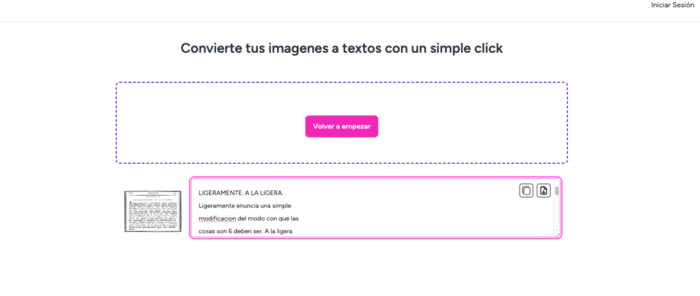 Iniciar Sesión
Convierte tus imagenes a textos con un simple click
Volver a empezar
LIGERAMENTE. A LA LIGERA.
Ligeramente enuncia una simple
modificacion del modo con que las
cosas son 6 deben ser. A la ligera